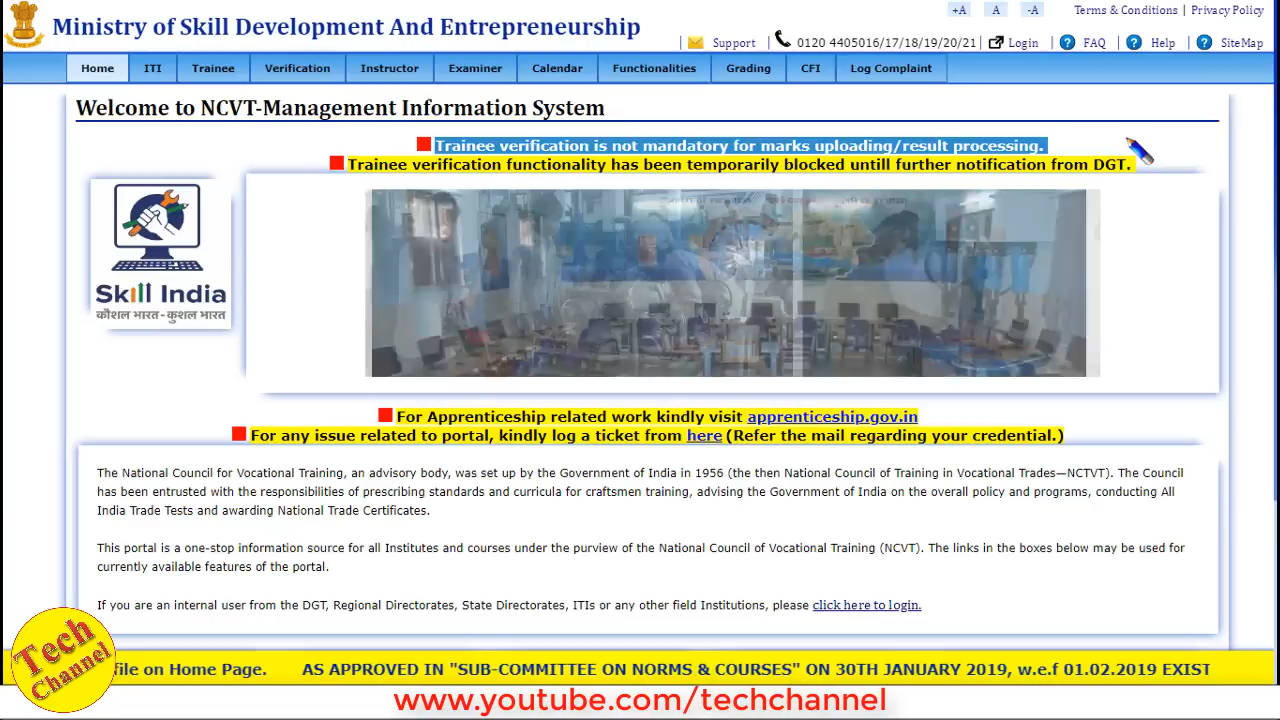 +A A -A Terms & Conditions | Privacy Policy
Ministry of Skill Development And Entrepreneurship
| Support | 0120 4405016/17/18/19/20/21 | Login | FAQ | Help | SiteMap
Home ITI Trainee Verification Instructor Examiner Calendar Functionalities Grading CFI Log Complaint
Welcome to NCVT-Management Information System
Trainee verification is not mandatory for marks uploading/result processing.
Trainee verification functionality has been temporarily blocked untill further notification from DGT.
Skill India
कौशल भारत-कुशल भारत
For Apprenticeship related work kindly visit apprenticeship.gov.in
For any issue related to portal, kindly log a ticket from here (Refer the mail regarding your credential.)
The National Council for Vocational Training, an advisory body, was set up by the Government of India in 1956 (the then National Council of Training in Vocational Trades—NCTVT). The Council
has been entrusted with the responsibilities of prescribing standards and curricula for craftsmen training, advising the Government of India on the overall policy and programs, conducting All
India Trade Tests and awarding National Trade Certificates.
This portal is a one-stop information source for all Institutes and courses under the purview of the National Council of Vocational Training (NCVT). The links in the boxes below may be used for
currently available features of the portal.
If you are an internal user from the DGT, Regional Directorates, State Directorates, ITIs or any other field Institutions, please click here to login.
Tech
Channel
file on Home Page. AS APPROVED IN "SUB-COMMITTEE ON NORMS & COURSES" ON 30TH JANUARY 2019, w.e.f 01.02.2019 EXIST
www.youtube.com/techchannel